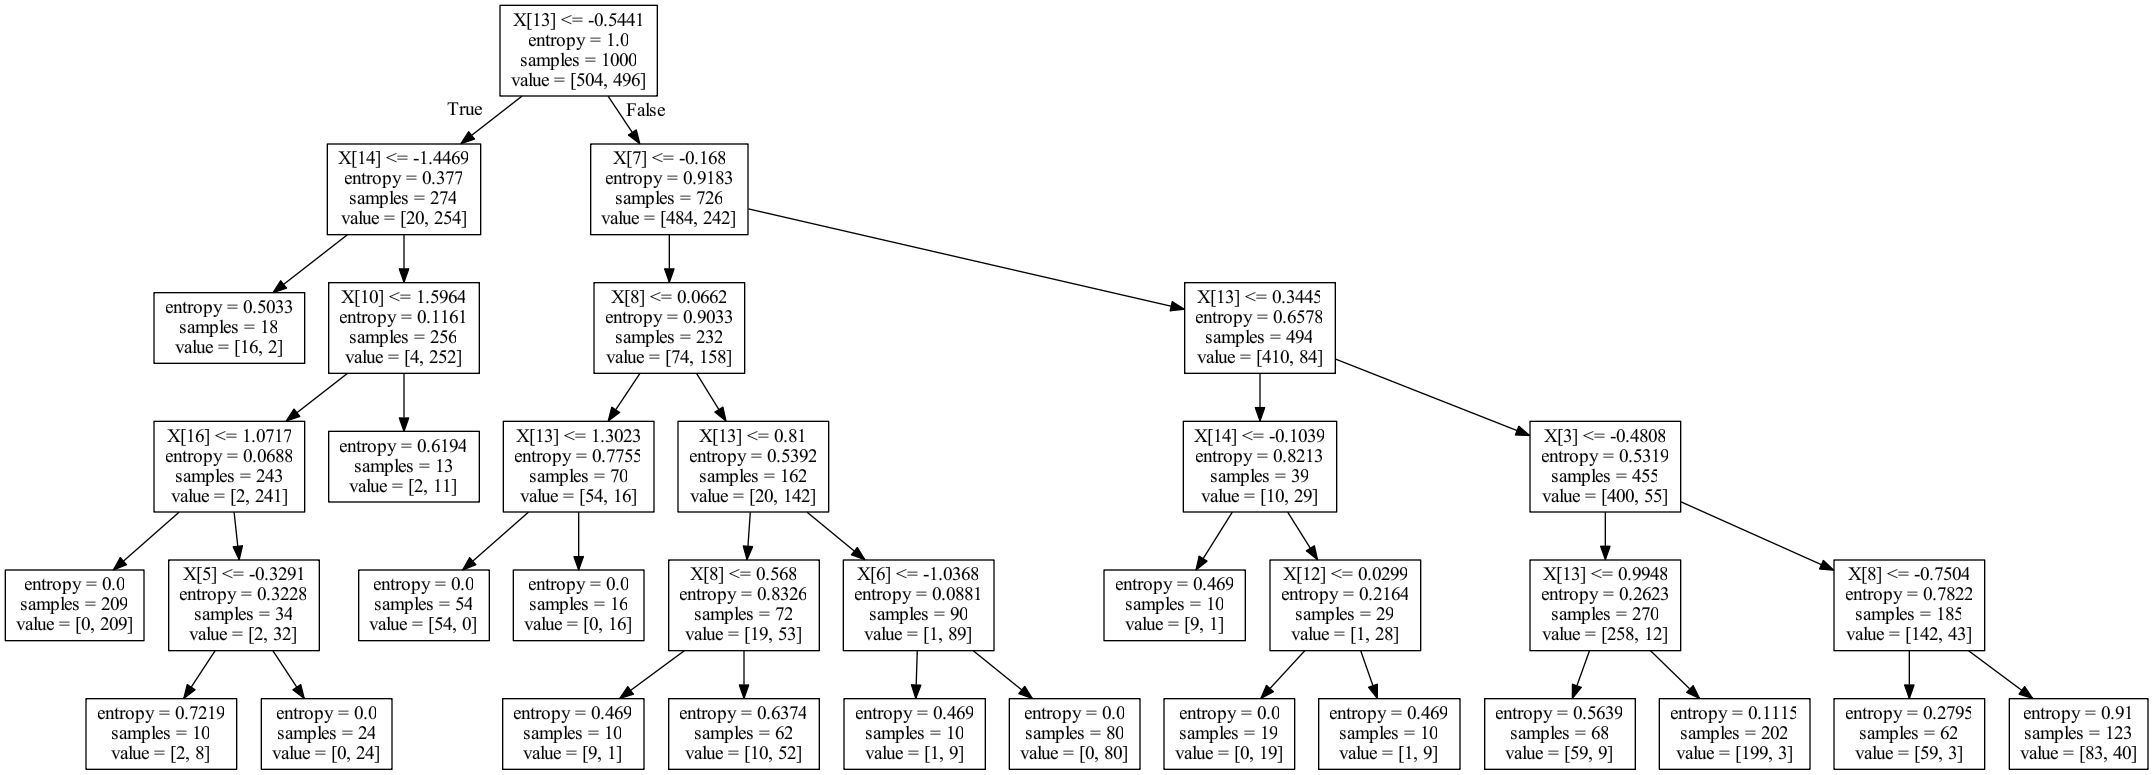 X[13] <= -0.5441
entropy = 1.0
samples = 1000
value = [504, 496]
True
False
X[14] <= -1.4469
entropy = 0.377
samples = 274
value = [20, 254]
X[7] <= -0.168
entropy = 0.9183
samples = 726
value = [484, 242]
entropy = 0.5033
samples = 18
value = [16, 2]
X[10] <= 1.5964
entropy = 0.1161
samples = 256
value = [4, 252]
X[8] <= 0.0662
entropy = 0.9033
samples = 232
value = [74, 158]
X[13] <= 0.3445
entropy = 0.6578
samples = 494
value = [410, 84]
X[16] <= 1.0717
entropy = 0.0688
samples = 243
value = [2, 241]
entropy = 0.6194
samples = 13
value = [2, 11]
X[13] <= 1.3023
entropy = 0.7755
samples = 70
value = [54, 16]
X[13] <= 0.81
entropy = 0.5392
samples = 162
value = [20, 142]
X[14] <= -0.1039
entropy = 0.8213
samples = 39
value = [10, 29]
X[3] <= -0.4808
entropy = 0.5319
samples = 455
value = [400, 55]
entropy = 0.0
samples = 209
value = [0, 209]
X[5] <= -0.3291
entropy = 0.3228
samples = 34
value = [2, 32]
entropy = 0.0
samples = 54
value = [54, 0]
entropy = 0.0
samples = 16
value = [0, 16]
X[8] <= 0.568
entropy = 0.8326
samples = 72
value = [19, 53]
X[6] <= -1.0368
entropy = 0.0881
samples = 90
value = [1, 89]
entropy = 0.469
samples = 10
value = [9, 1]
X[12] <= 0.0299
entropy = 0.2164
samples = 29
value = [1, 28]
X[13] <= 0.9948
entropy = 0.2623
samples = 270
value = [258, 12]
X[8] <= -0.7504
entropy = 0.7822
samples = 185
value = [142, 43]
entropy = 0.7219
samples = 10
value = [2, 8]
entropy = 0.0
samples = 24
value = [0, 24]
entropy = 0.469
samples = 10
value = [9, 1]
entropy = 0.6374
samples = 62
value = [10, 52]
entropy = 0.469
samples = 10
value = [1, 9]
entropy = 0.0
samples = 80
value = [0, 80]
entropy = 0.0
samples = 19
value = [0, 19]
entropy = 0.469
samples = 10
value = [1, 9]
entropy = 0.5639
samples = 68
value = [59, 9]
entropy = 0.1115
samples = 202
value = [199, 3]
entropy = 0.2795
samples = 62
value = [59, 3]
entropy = 0.91
samples = 123
value = [83, 40]